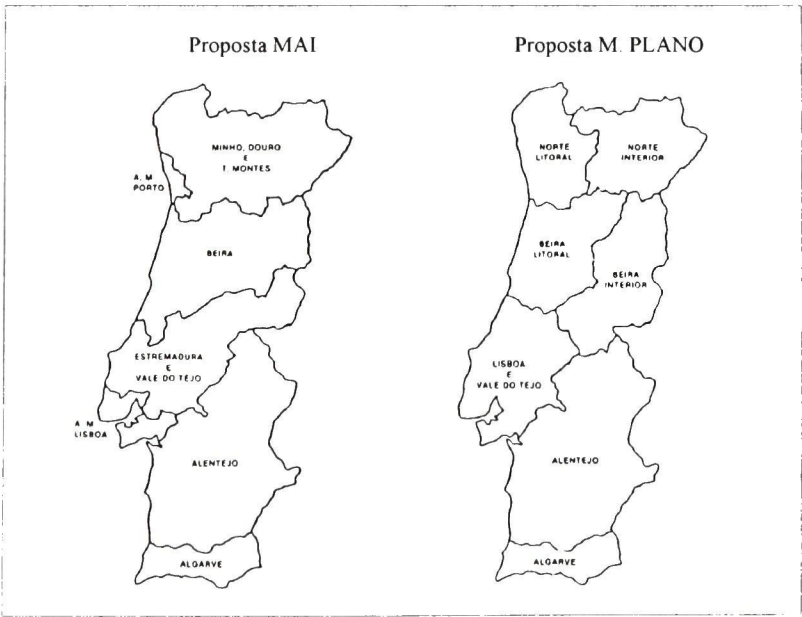 Proposta MAI
MINHO, DOURO
E
T. MONTES
A. M
PORTO
BEIRA
ESTREMADURA
E
VALE DO TEJO
A. M
LISBOA
ALENTEJO
ALGARVE
Proposta M. PLANO
NORTE
LITORAL
NORTE
INTERIOR
BEIRA
LITORAL
BEIRA
INTERIOR
LISBOA
E
VALE DO TEJO
ALENTEJO
ALGARVE